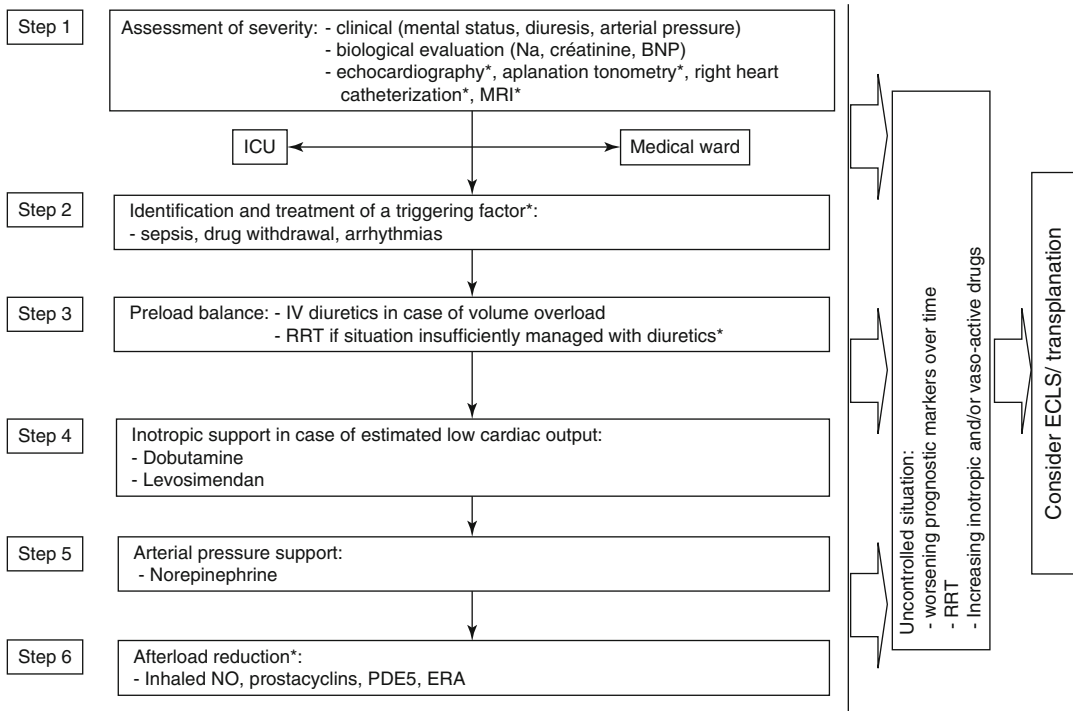 Step 1
Assessment of severity: - clinical (mental status, diuresis, arterial pressure)
- biological evaluation (Na, créatinine, BNP)
- echocardiography*, aplanation tonometry*, right heart
catheterization*, MRI*
ICU
Medical ward
Step 2
Identification and treatment of a triggering factor*:
- sepsis, drug withdrawal, arrhythmias
Step 3
Preload balance: - IV diuretics in case of volume overload
- RRT if situation insufficiently managed with diuretics*
Step 4
Inotropic support in case of estimated low cardiac output:
- Dobutamine
- Levosimendan
Step 5
Arterial pressure support:
- Norepinephrine
Step 6
Afterload reduction*:
- Inhaled NO, prostacyclins, PDE5, ERA
Uncontrolled situation:
- worsening prognostic markers over time
- RRT
- Increasing inotropic and/or vaso-active drugs
Consider ECLS/ transplanation